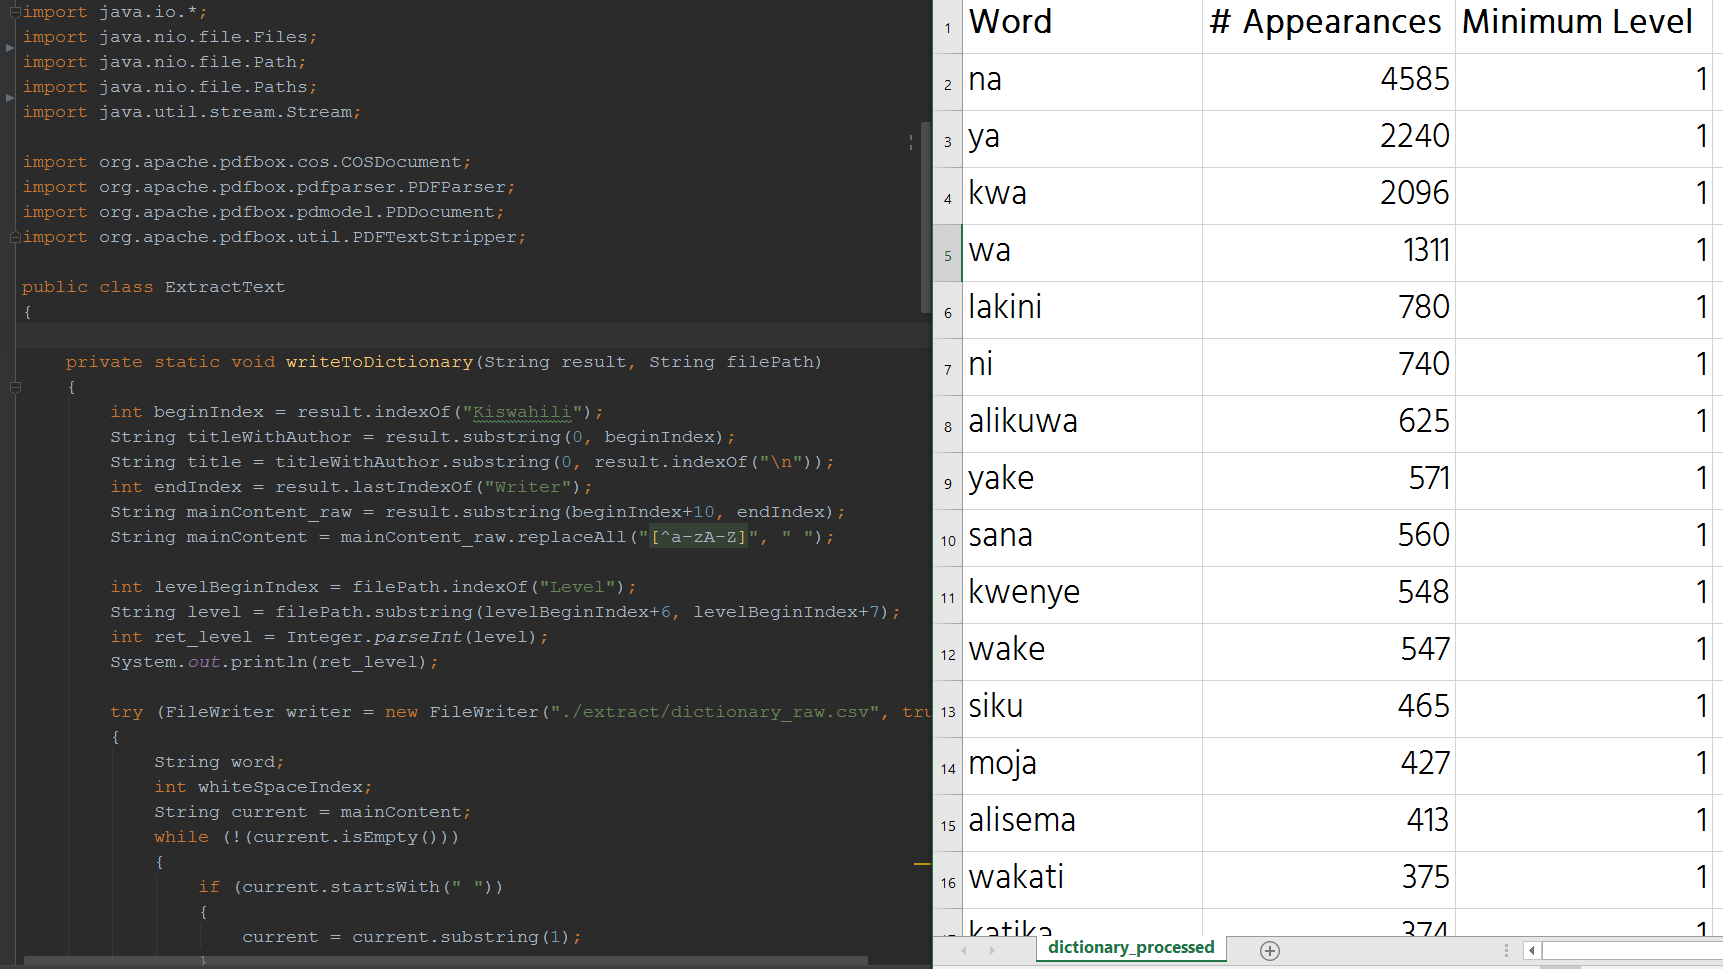 import java.io.*;
import java.nio.file.Files;
import java.nio.file.Path;
import java.nio.file.Paths;
import java.util.stream.Stream;
import org.apache.pdfbox.cos.COSDocument;
import org.apache.pdfbox.pdfparser.PDFParser;
import org.apache.pdfbox.pdmodel.PDDocument;
import org.apache.pdfbox.util.PDFTextStripper;
public class ExtractText
{
private static void writeToDictionary(String result, String filePath)
{
int beginIndex = result.indexOf("Kiswahili");
String titleWithAuthor = result.substring(0, beginIndex);
String title = titleWithAuthor.substring(0, result.indexOf("\n"));
int endIndex = result.lastIndexOf("Writer");
String mainContent_raw = result.substring(beginIndex+10, endIndex);
String mainContent = mainContent_raw.replaceAll("[^a-zA-Z]", " ");
int levelBeginIndex = filePath.indexOf("Level");
String level = filePath.substring(levelBeginIndex+6, levelBeginIndex+7);
int ret_level = Integer.parseInt(level);
System.out.println(ret_level);
try (FileWriter writer = new FileWriter("./extract/dictionary_raw.csv", tru
{
String word;
int whiteSpaceIndex;
String current = mainContent;
while (!(current.isEmpty()))
{
if (current.startsWith(" "))
{
current = current.substring(1);
}
1 Word # Appearances Minimum Level
2 na 4585 1
3 ya 2240 1
4 kwa 2096 1
5 wa 1311 1
6 lakini 780 1
7 ni 740 1
8 alikuwa 625 1
9 yake 571 1
10 sana 560 1
11 kwenye 548 1
12 wake 547 1
13 siku 465 1
14 moja 427 1
15 alisema 413 1
16 wakati 375 1
katika 374 1
dictionary_processed